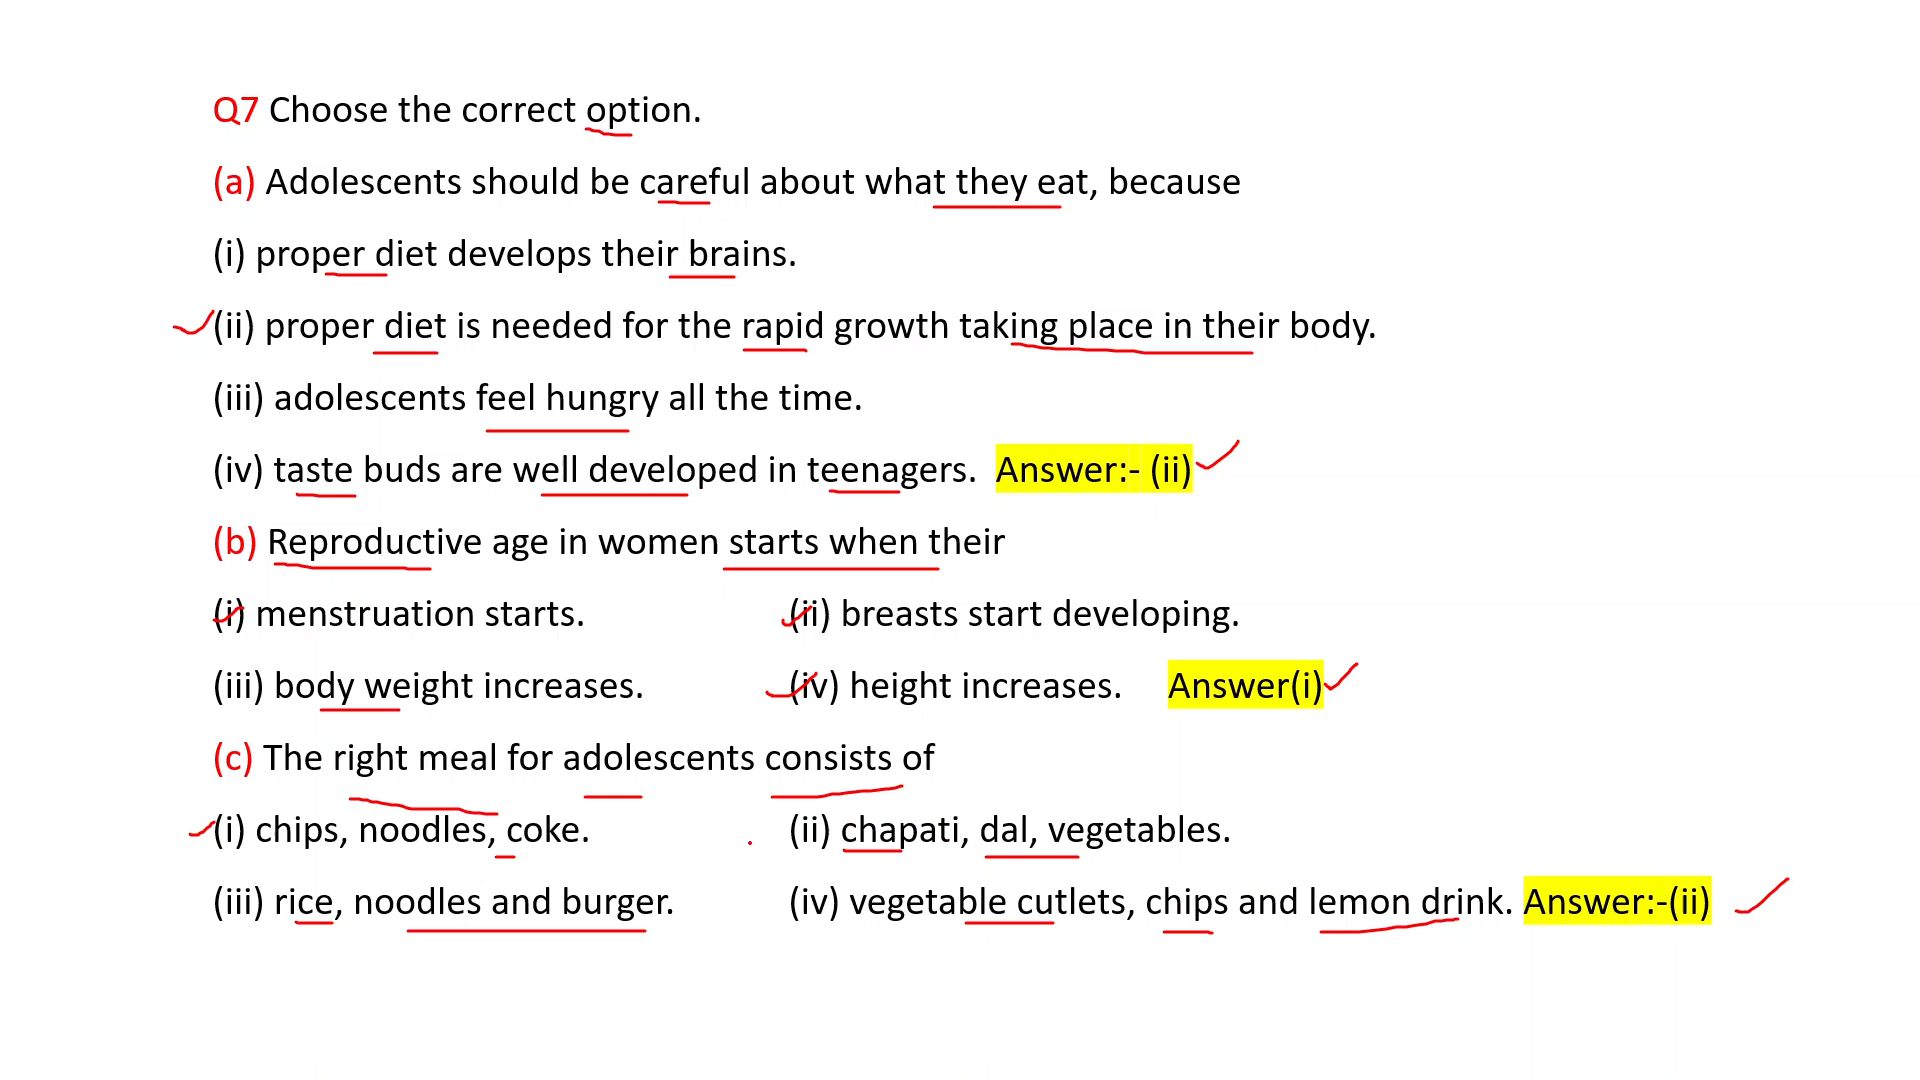 Q7 Choose the correct option.
(a) Adolescents should be careful about what they eat, because
(i) proper diet develops their brains.
(ii) proper diet is needed for the rapid growth taking place in their body.
(iii) adolescents feel hungry all the time.
(iv) taste buds are well developed in teenagers. Answer:- (ii)
(b) Reproductive age in women starts when their
(i) menstruation starts. (ii) breasts start developing.
(iii) body weight increases. (iv) height increases. Answer(i)
(c) The right meal for adolescents consists of
(i) chips, noodles, coke. (ii) chapati, dal, vegetables.
(iii) rice, noodles and burger. (iv) vegetable cutlets, chips and lemon drink. Answer:-(ii)